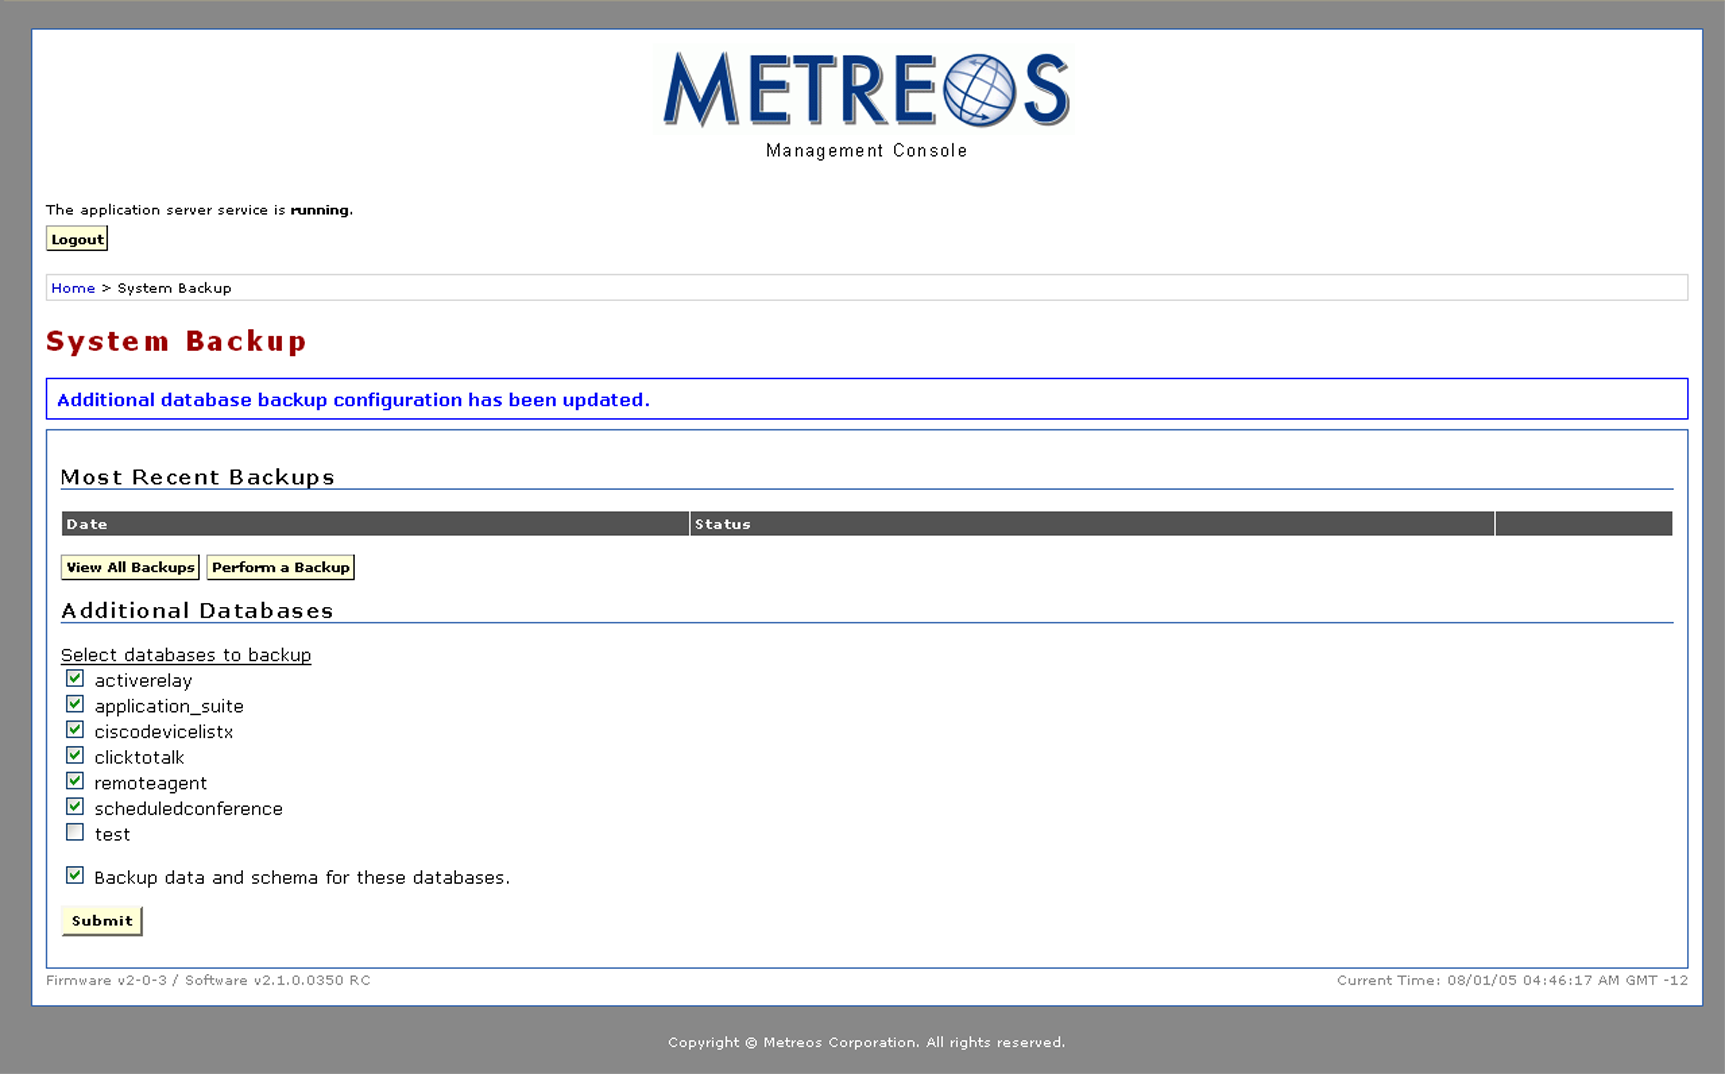 METREOS
Management Console
The application server service is running.
Logout
Home > System Backup
System Backup
Additional database backup configuration has been updated.
Most Recent Backups
Date Status
View All Backups Perform a Backup
Additional Databases
Select databases to backup
activerelay
application_suite
ciscodevicelistx
clicktotalk
remoteagent
scheduledconference
test
Backup data and schema for these databases.
Submit
Firmware v2-0-3 / Software v2.1.0.0350 RC Current Time: 08/01/05 04:46:17 AM GMT -12
Copyright © Metreos Corporation. All rights reserved.